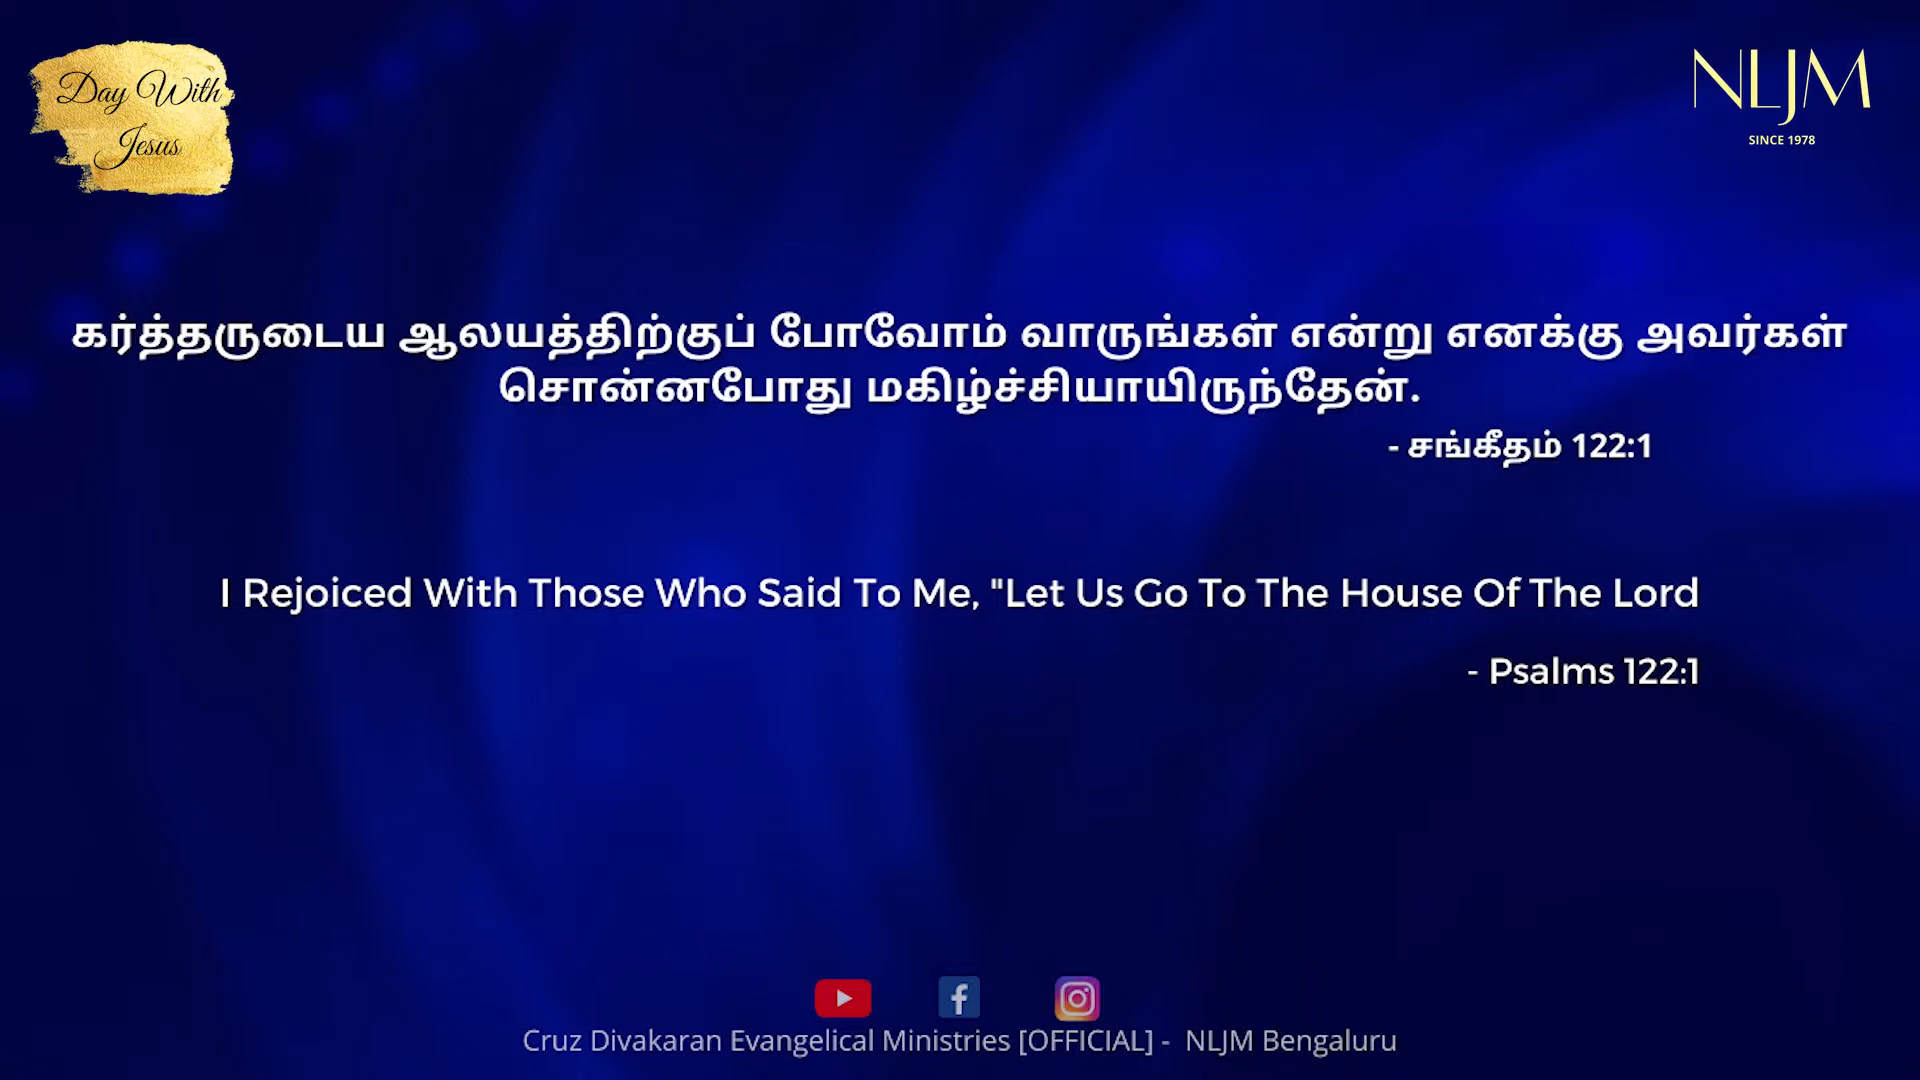 Day With
Jesus
NLJM
SINCE 1978
கர்த்தருடைய ஆலயத்திற்குப் போவோம் வாருங்கள் என்று எனக்கு அவர்கள்
சொன்னபோது மகிழ்ச்சியாயிருந்தேன்.
- சங்கீதம் 122:1
I Rejoiced With Those Who Said To Me, "Let Us Go To The House Of The Lord
- Psalms 122:1
Cruz Divakaran Evangelical Ministries [OFFICIAL] - NLJM Bengaluru